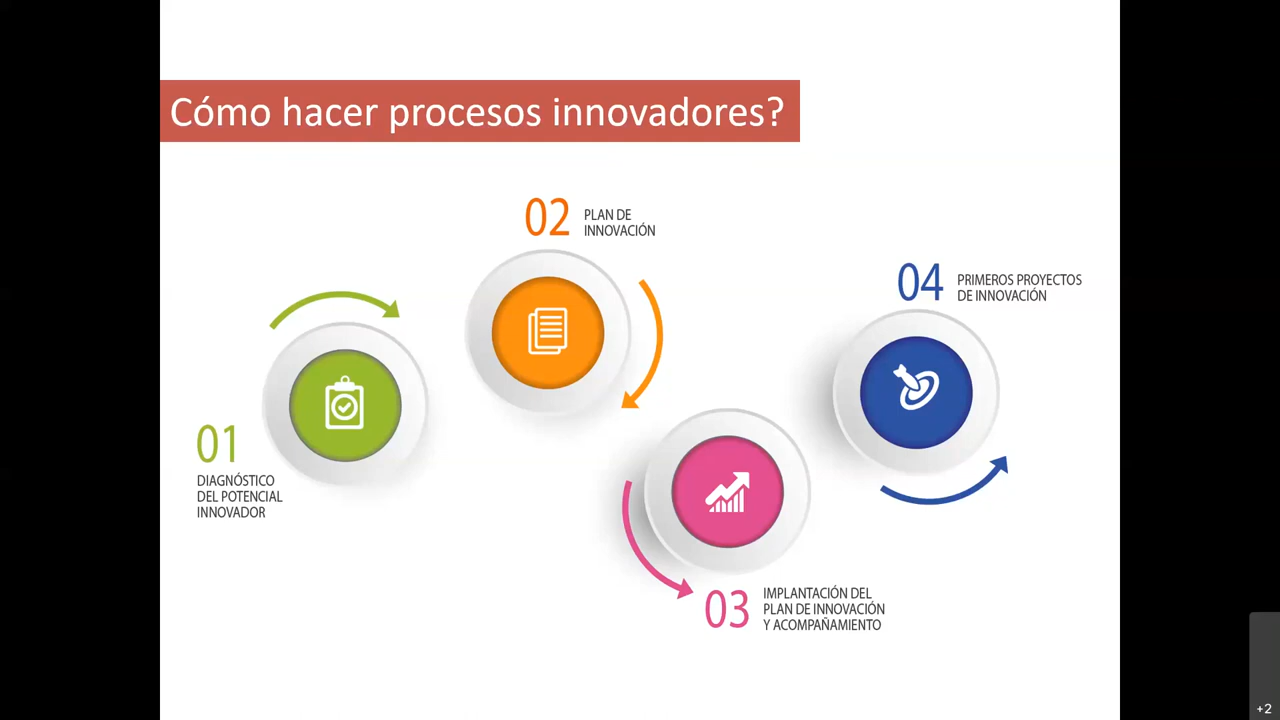 Cómo hacer procesos innovadores?
01
DIAGNÓSTICO
DEL POTENCIAL
INNOVADOR
02
PLAN DE
INNOVACIÓN
03
IMPLANTACIÓN DEL
PLAN DE INNOVACIÓN
Y ACOMPAÑAMIENTO
04
PRIMEROS PROYECTOS
DE INNOVACIÓN
+2